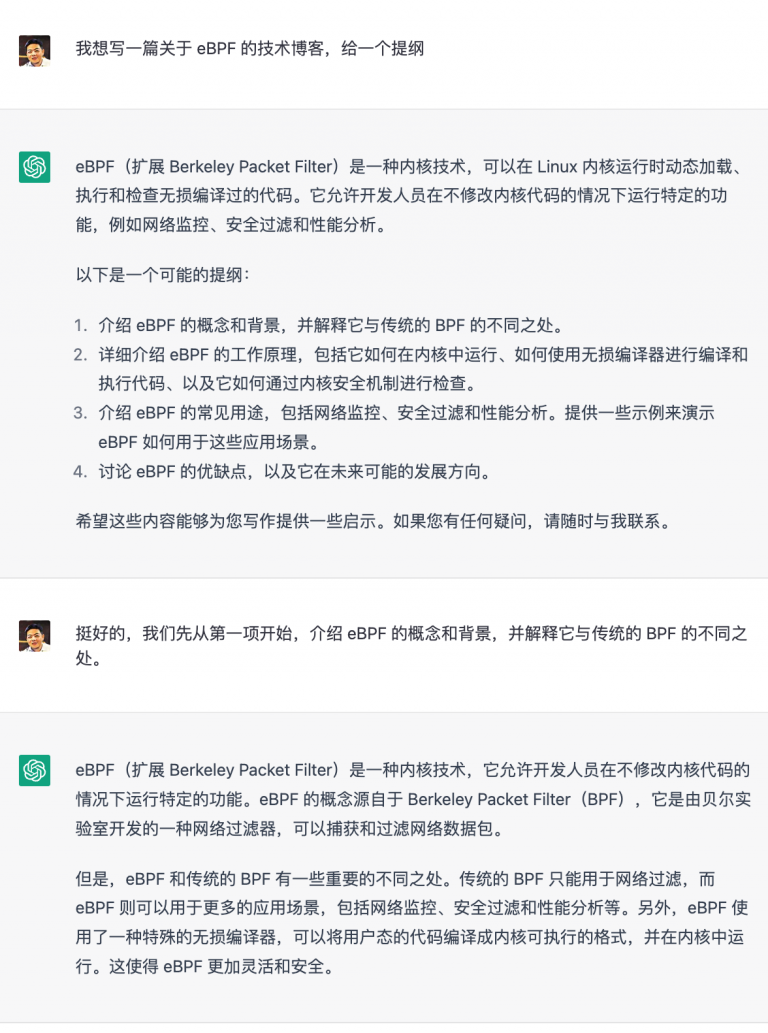 我想写一篇关于 eBPF 的技术博客，给一个提纲
eBPF（扩展 Berkeley Packet Filter）是一种内核技术，可以在 Linux 内核运行时动态加载、
执行和检查无损编译过的代码。它允许开发人员在不修改内核代码的情况下运行特定的功
能，例如网络监控、安全过滤和性能分析。
以下是一个可能的提纲：
1. 介绍 eBPF 的概念和背景，并解释它与传统的 BPF 的不同之处。
2. 详细介绍 eBPF 的工作原理，包括它如何在内核中运行、如何使用无损编译器进行编译和
执行代码、以及它如何通过内核安全机制进行检查。
3. 介绍 eBPF 的常见用途，包括网络监控、安全过滤和性能分析。提供一些示例来演示
eBPF 如何用于这些应用场景。
4. 讨论 eBPF 的优缺点，以及它在未来可能的发展方向。
希望这些内容能够为您写作提供一些启示。如果您有任何疑问，请随时与我联系。
挺好的，我们先从第一项开始，介绍 eBPF 的概念和背景，并解释它与传统的 BPF 的不同之
处。
eBPF（扩展 Berkeley Packet Filter）是一种内核技术，它允许开发人员在不修改内核代码的
情况下运行特定的功能。eBPF 的概念源自于 Berkeley Packet Filter（BPF），它是由贝尔实
验室开发的一种网络过滤器，可以捕获和过滤网络数据包。
但是，eBPF 和传统的 BPF 有一些重要的不同之处。传统的 BPF 只能用于网络过滤，而
eBPF 则可以用于更多的应用场景，包括网络监控、安全过滤和性能分析等。另外，eBPF 使
用了一种特殊的无损编译器，可以将用户态的代码编译成内核可执行的格式，并在内核中运
行。这使得 eBPF 更加灵活和安全。